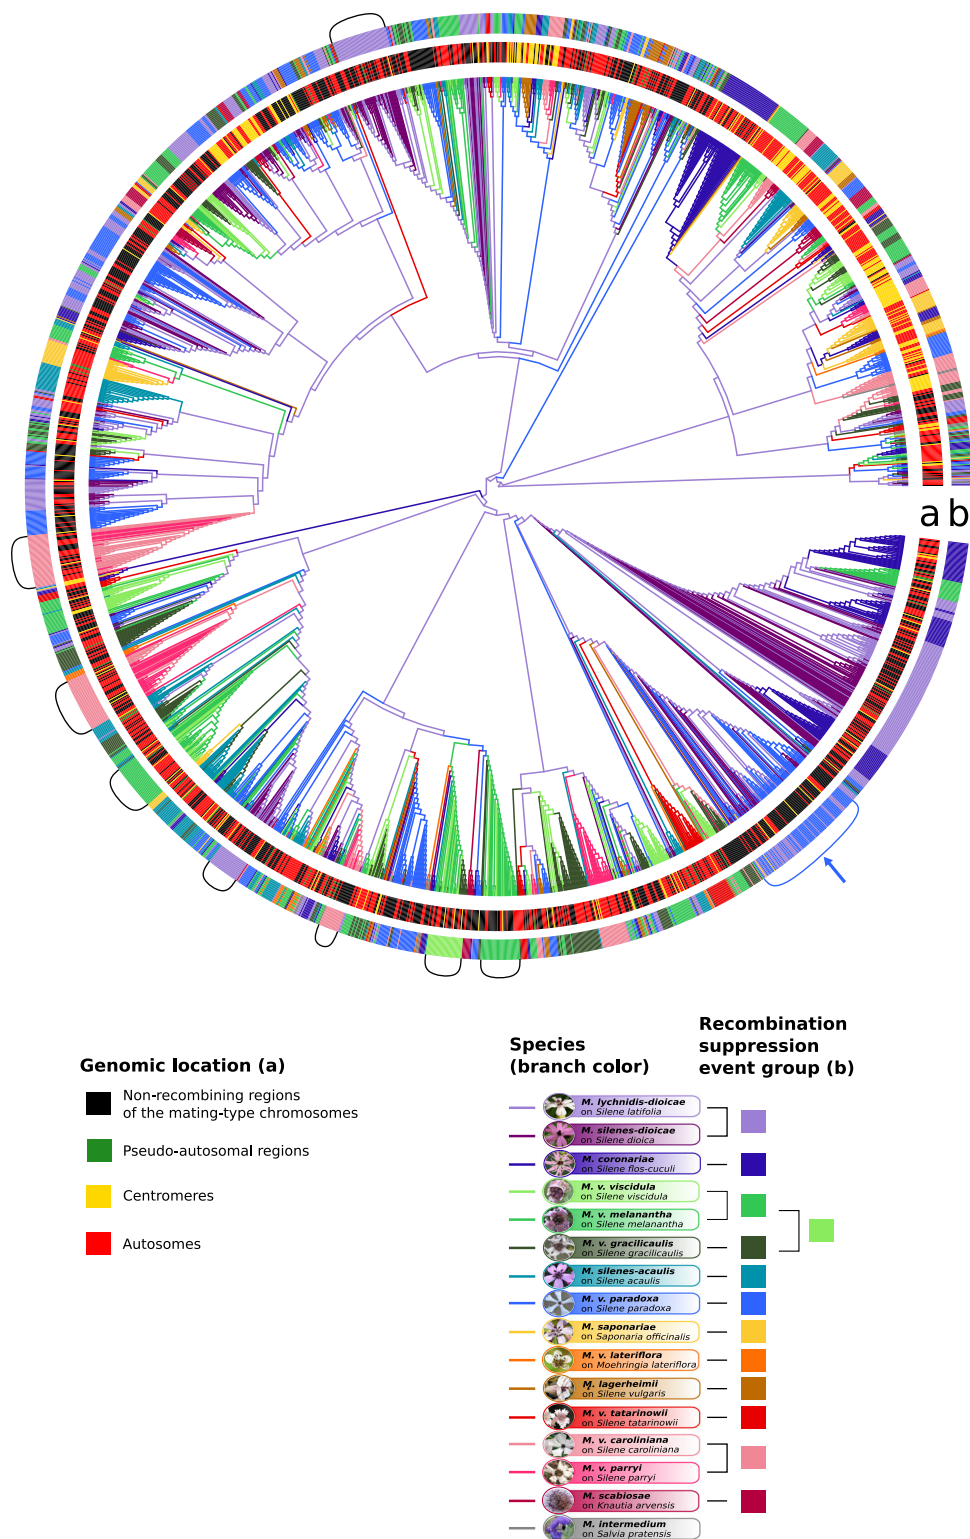 a b
Genomic location (a)
Non-recombining regions
of the mating-type chromosomes
Pseudo-autosomal regions
Centromeres
Autosomes
Species
(branch color)
M. lychnidis-dioicae
on Silene latifolia
M. silenes-dioicae
on Silene dioica
M. coronariae
on Silene flos-cuculi
M. v. viscidula
on Silene viscidula
M. v. melanantha
on Silene melanantha
M. v. gracilicaulis
on Silene gracilicaulis
M. silenes-acaulis
on Silene acaulis
M. v. paradoxa
on Silene paradoxa
M. saponariae
on Saponaria officinalis
M. v. lateriflora
on Moehringia lateriflora
M. lagerheimii
on Silene vulgaris
M. v. tatarinowii
on Silene tatarinowii
M. v. caroliniana
on Silene caroliniana
M. v. parryi
on Silene parryi
M. scabiosae
on Knautia arvensis
M. intermedium
on Salvia pratensis
Recombination
suppression
event group (b)